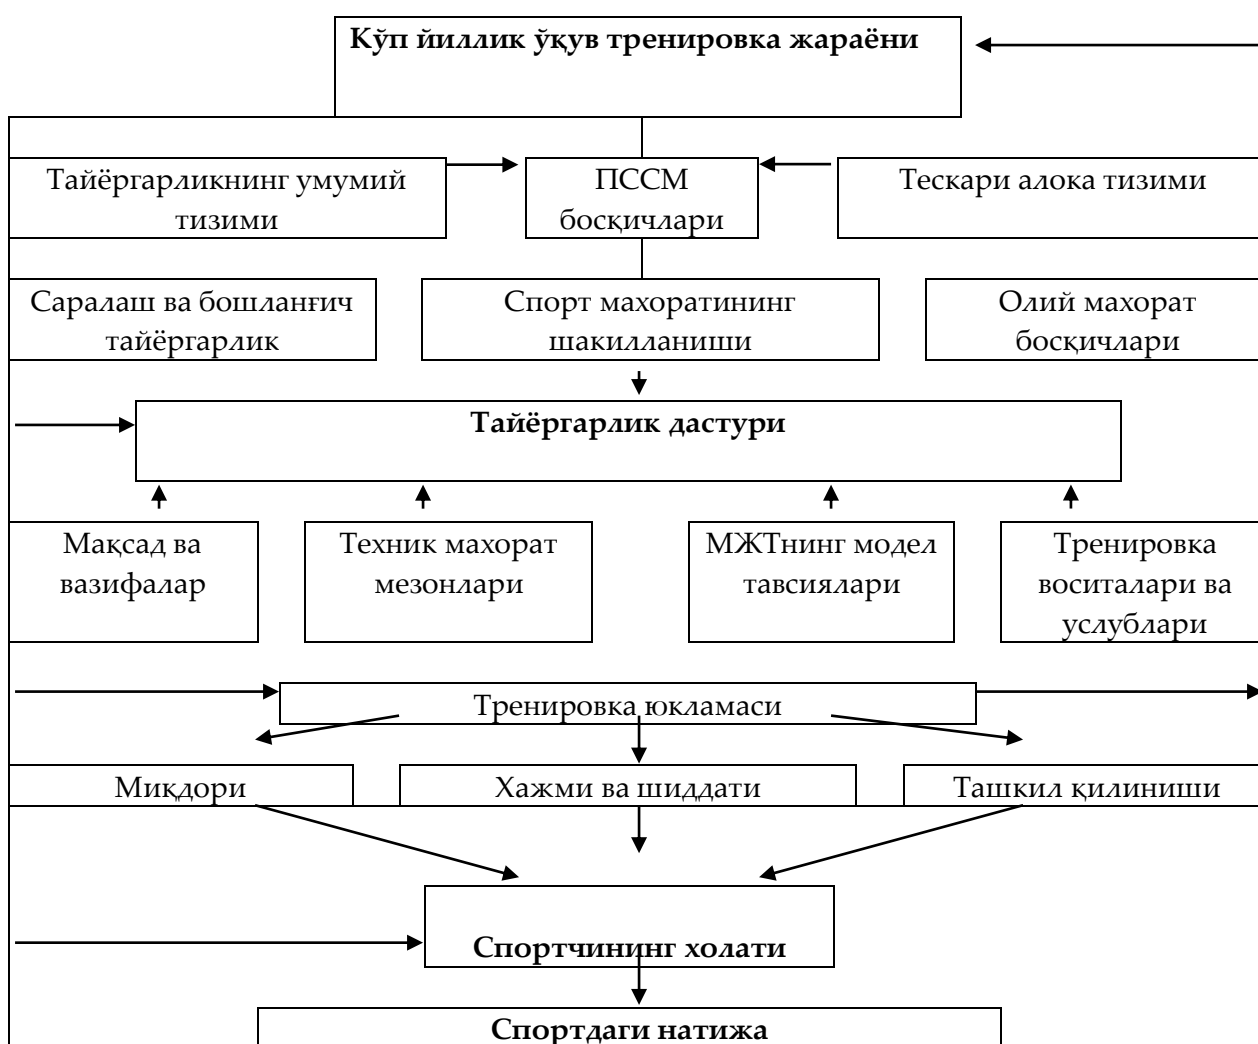 Кўп йиллик ўқув тренировка жараёни
Тайёргарликнинг умумий
тизими
ПССМ
босқичлари
Тескари алока тизими
Саралаш ва бошланғич
тайёргарлик
Спорт махоратининг
шакилланиши
Олий махорат
босқичлари
Тайёргарлик дастури
Мақсад ва
вазифалар
Техник махорат
мезонлари
МЖТнинг модел
тавсиялари
Тренировка
воситалари ва
услублари
Тренировка юкламаси
Миқдори
Хажми ва шиддати
Ташкил қилиниши
Спортчининг холати
Спортдаги натижа